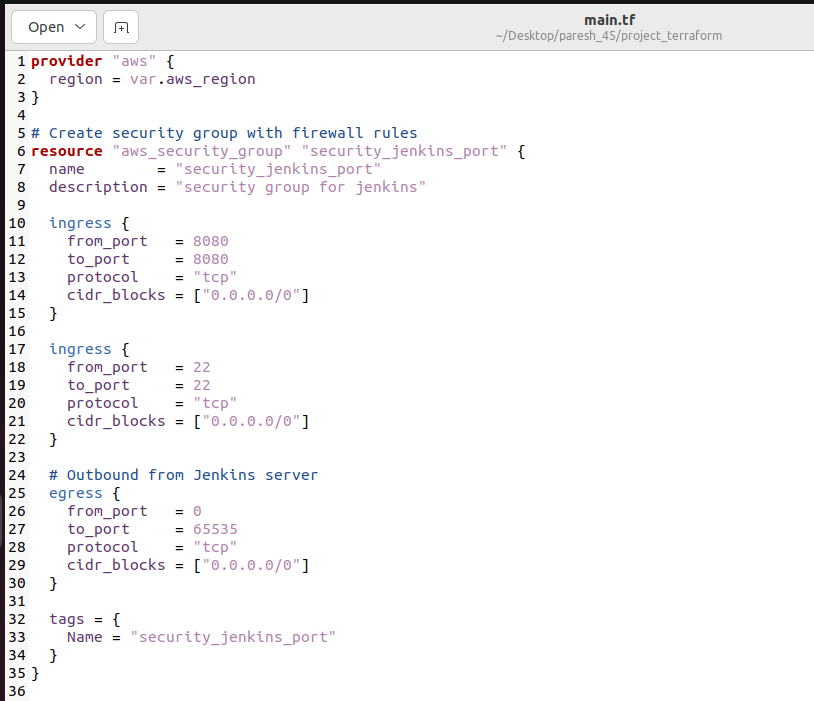 Open
main.tf
~/Desktop/paresh_45/project_terraform
1 provider "aws" {
2   region = var.aws_region
3 }
4
5 # Create security group with firewall rules
6 resource "aws_security_group" "security_jenkins_port" {
7   name        = "security_jenkins_port"
8   description = "security group for jenkins"
9
10   ingress {
11     from_port   = 8080
12     to_port     = 8080
13     protocol    = "tcp"
14     cidr_blocks = ["0.0.0.0/0"]
15   }
16
17   ingress {
18     from_port   = 22
19     to_port     = 22
20     protocol    = "tcp"
21     cidr_blocks = ["0.0.0.0/0"]
22   }
23
24   # Outbound from Jenkins server
25   egress {
26     from_port   = 0
27     to_port     = 65535
28     protocol    = "tcp"
29     cidr_blocks = ["0.0.0.0/0"]
30   }
31
32   tags = {
33     Name = "security_jenkins_port"
34   }
35 }
36